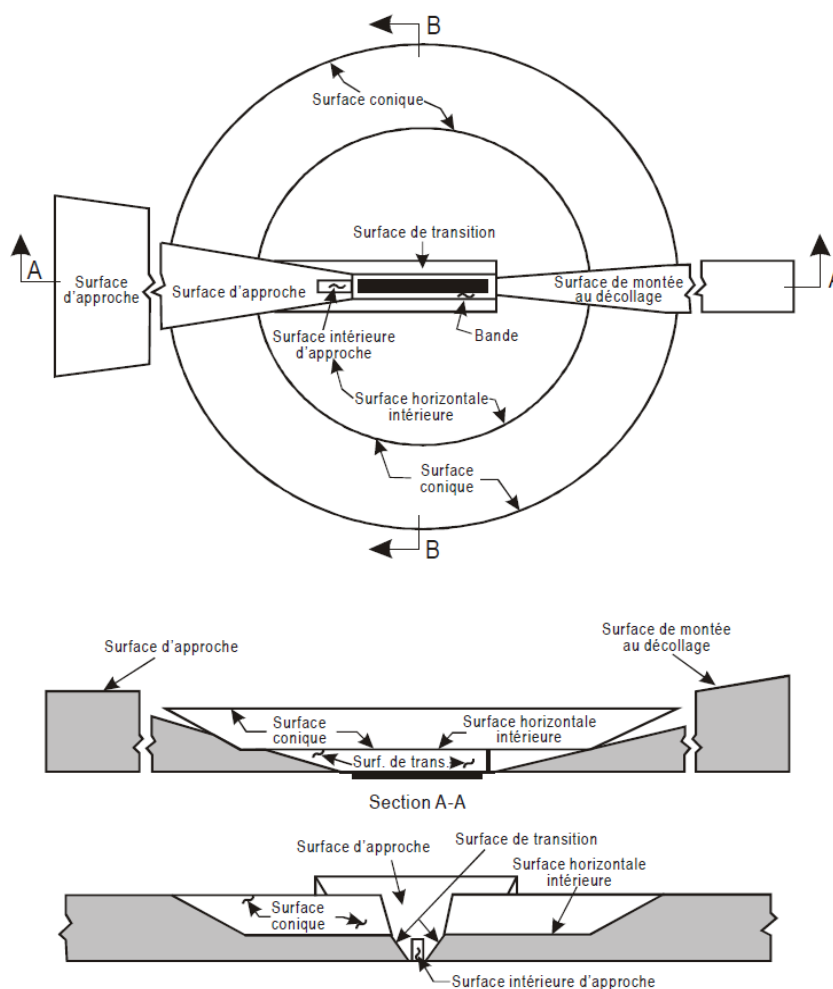 B
Surface conique
Surface de transition
A
A
Surface
d'approche
Surface d'approche
Surface de montée
au décollage
Surface intérieure
d'approche
Bande
Surface horizontale
intérieure
Surface
conique
B
Surface d'approche
Surface de montée
au décollage
Surface
conique
Surface horizontale
intérieure
Surf. de trans.
Section A-A
Surface d'approche
Surface de transition
Surface horizontale
intérieure
Surface
conique
Surface intérieure d'approche